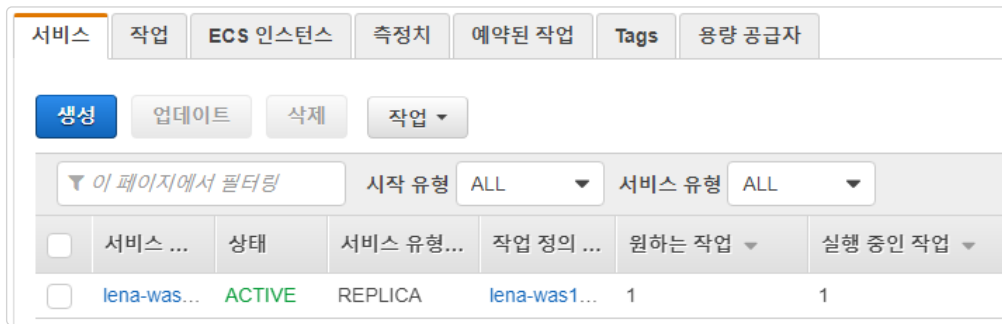 서비스 작업 ECS 인스턴스 측정치 예약된 작업 Tags 용량 공급자
생성 업데이트 삭제 작업
이 페이지에서 필터링 시작 유형 ALL 서비스 유형 ALL
서비스 ... 상태 서비스 유형... 작업 정의 ... 원하는 작업 실행 중인 작업
lena-was... ACTIVE REPLICA lena-was1... 1 1